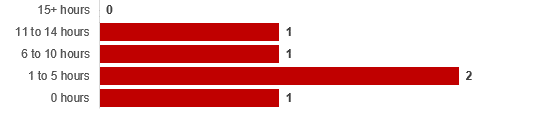 15+ hours 0
11 to 14 hours 1
6 to 10 hours 1
1 to 5 hours 2
0 hours 1